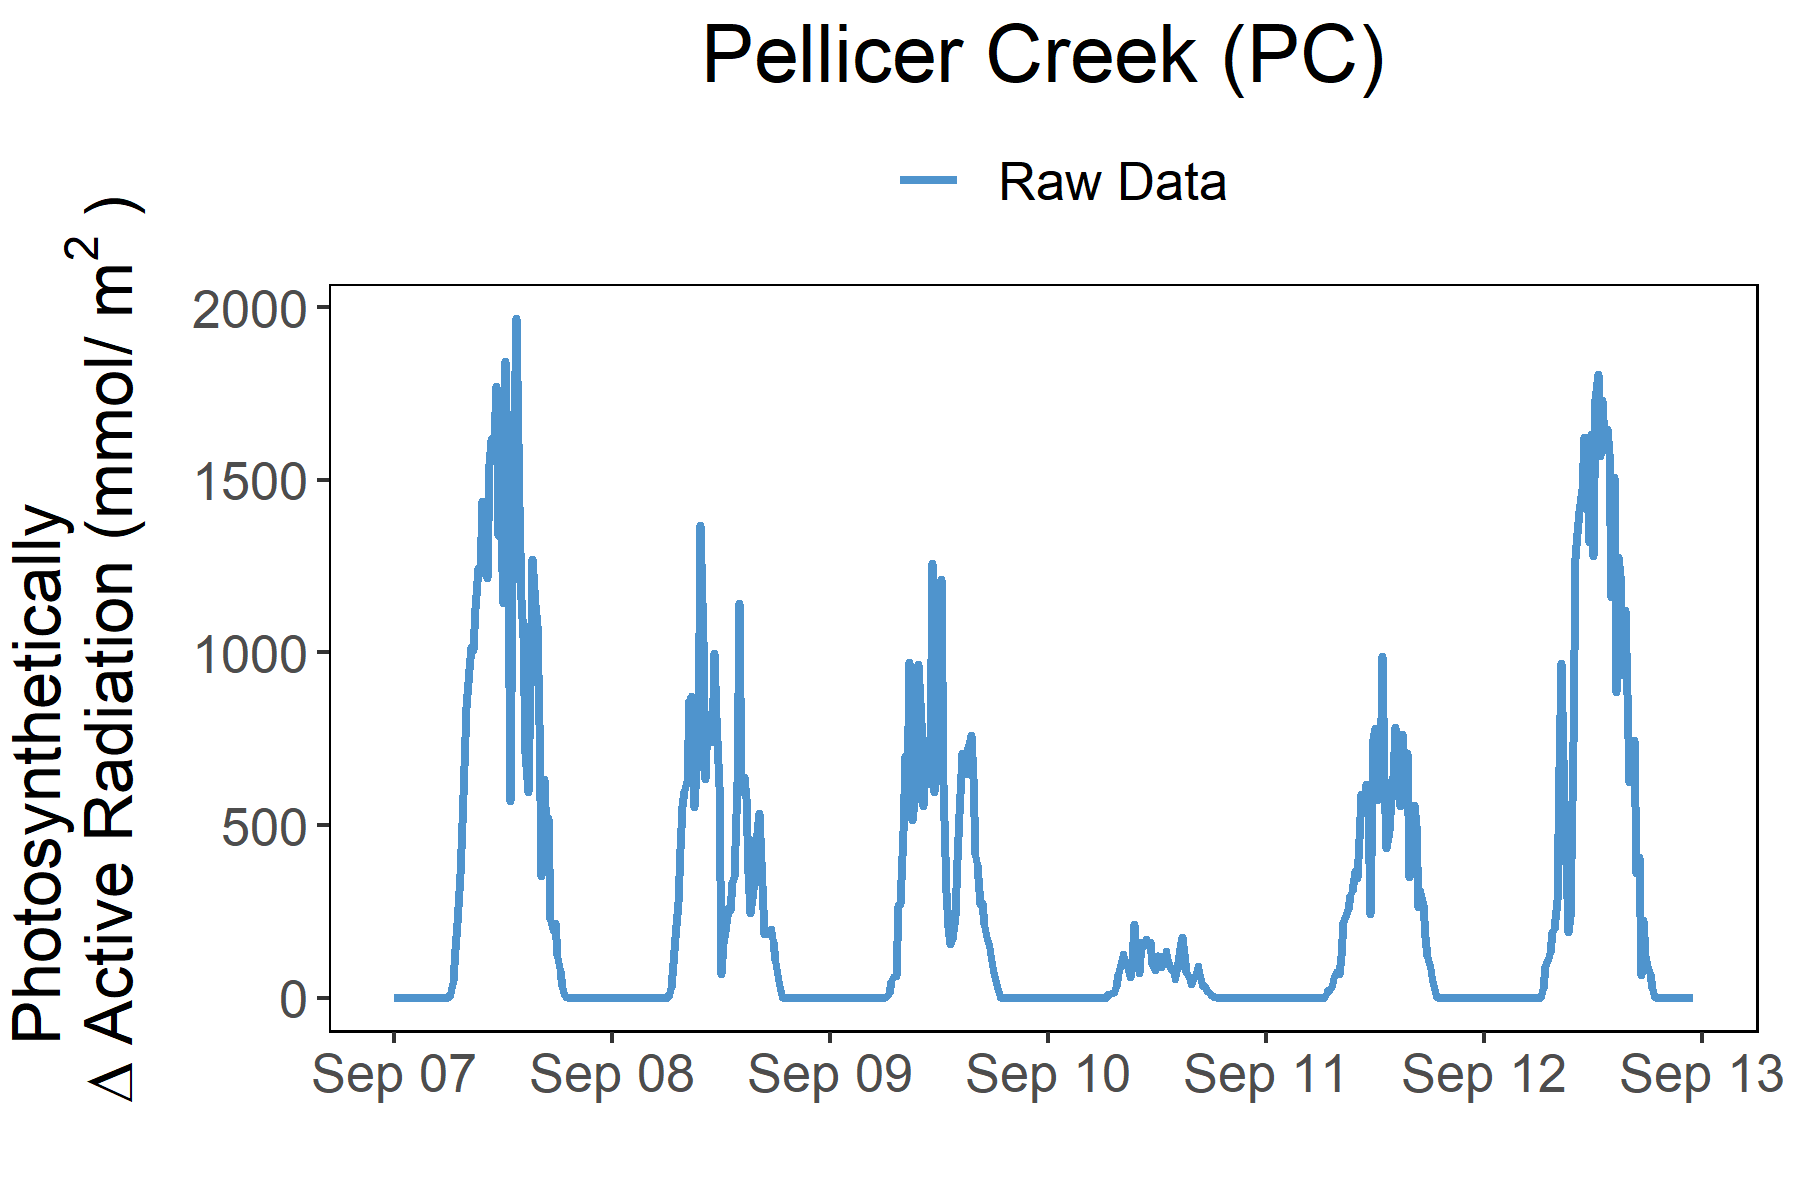 Pellicer Creek (PC)
Raw Data
Photosynthetically
Δ Active Radiation (mmol/ m²)
2000
1500
1000
500
0
Sep 07 Sep 08 Sep 09 Sep 10 Sep 11 Sep 12 Sep 13